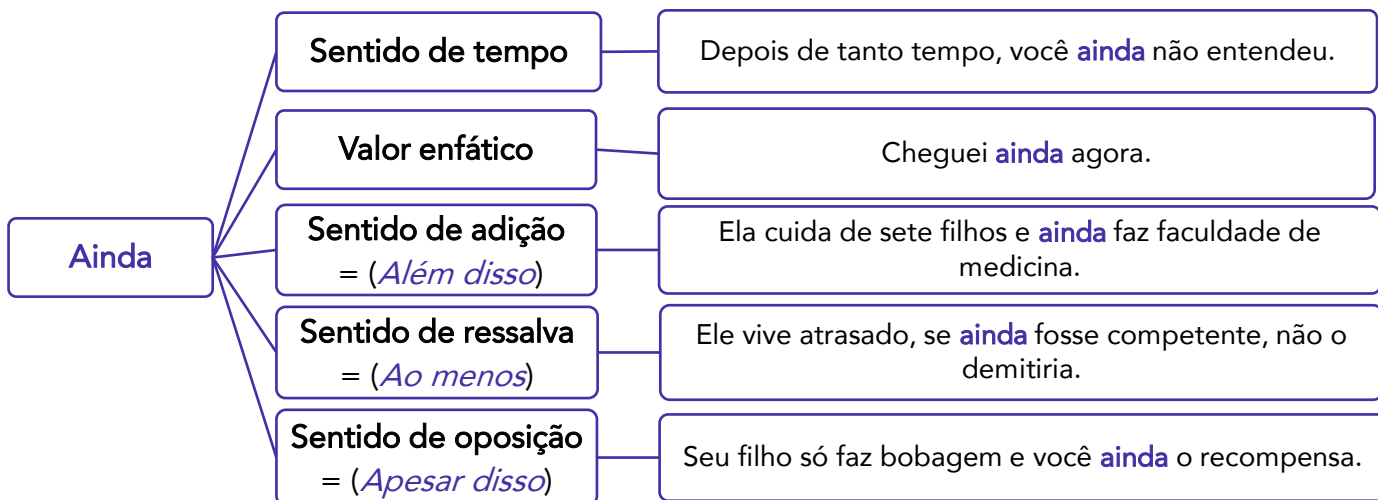 Ainda
Sentido de tempo
Depois de tanto tempo, você ainda não entendeu.
Valor enfático
Cheguei ainda agora.
Sentido de adição
= (Além disso)
Ela cuida de sete filhos e ainda faz faculdade de
medicina.
Sentido de ressalva
= (Ao menos)
Ele vive atrasado, se ainda fosse competente, não o
demitiria.
Sentido de oposição
= (Apesar disso)
Seu filho só faz bobagem e você ainda o recompensa.